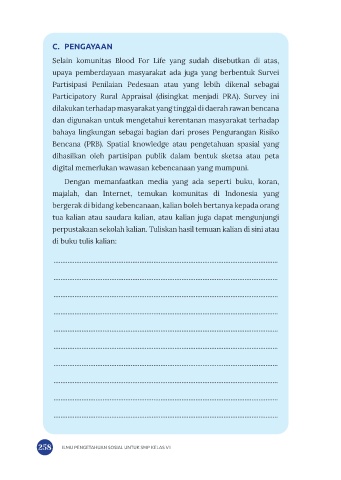 C. PENGAYAAN
Selain komunitas Blood For Life yang sudah disebutkan di atas,
upaya pemberdayaan masyarakat ada juga yang berbentuk Survei
Partisipasi Penilaian Pedesaan atau yang lebih dikenal sebagai
Participatory Rural Appraisal (disingkat menjadi PRA). Survey ini
dilakukan terhadap masyarakat yang tinggal di daerah rawan bencana
dan digunakan untuk mengetahui kerentanan masyarakat terhadap
bahaya lingkungan sebagai bagian dari proses Pengurangan Risiko
Bencana (PRB). Spatial knowledge atau pengetahuan spasial yang
dihasilkan oleh partisipan publik dalam bentuk sketsa atau peta
digital memerlukan wawasan kebencanaan yang mumpuni.
Dengan memanfaatkan media yang ada seperti buku, koran,
majalah, dan Internet, temukan komunitas di Indonesia yang
bergerak di bidang kebencanaan, kalian boleh bertanya kepada orang
tua kalian atau saudara kalian, atau kalian juga dapat mengunjungi
perpustakaan sekolah kalian. Tuliskan hasil temuan kalian di sini atau
di buku tulis kalian:
258 ILMU PENGETAHUAN SOSIAL UNTUK SMP KELAS VII